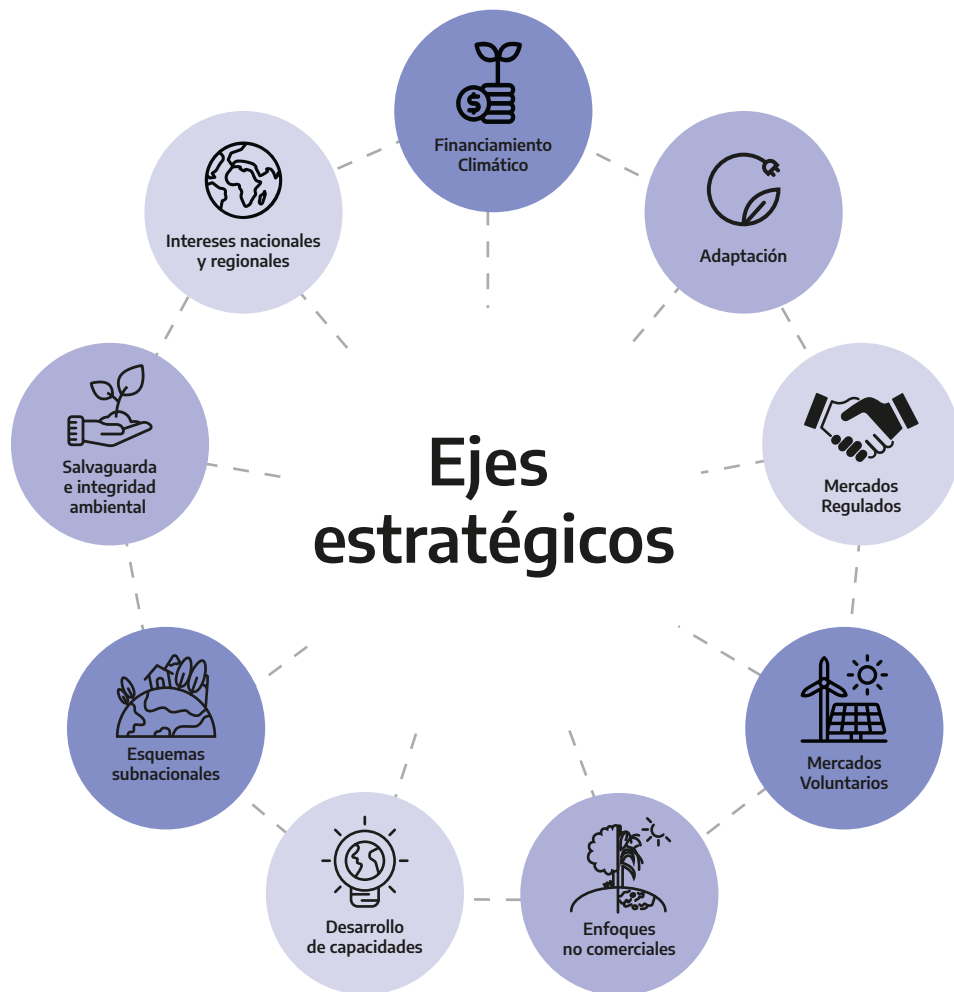 Financiamiento
Climático
Adaptación
Mercados
Regulados
Mercados
Voluntarios
Enfoques
no comerciales
Desarrollo
de capacidades
Esquemas
subnacionales
Salvaguarda
e integridad
ambiental
Intereses nacionales
y regionales
Ejes
estratégicos